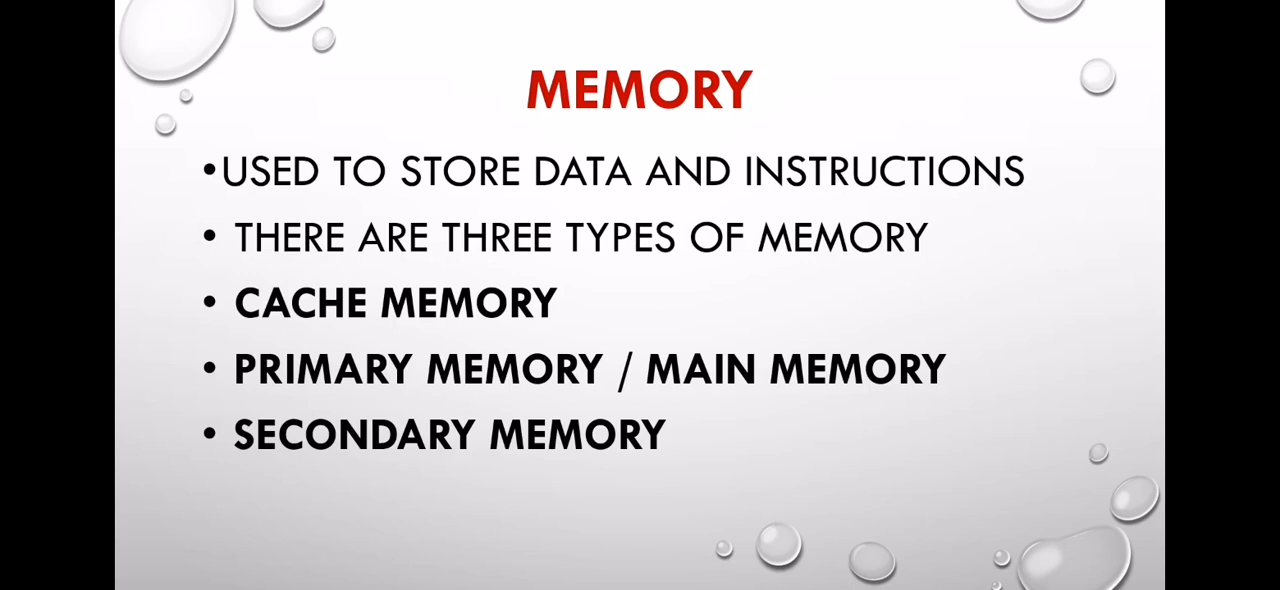 MEMORY
•USED TO STORE DATA AND INSTRUCTIONS
• THERE ARE THREE TYPES OF MEMORY
• CACHE MEMORY
• PRIMARY MEMORY / MAIN MEMORY
• SECONDARY MEMORY